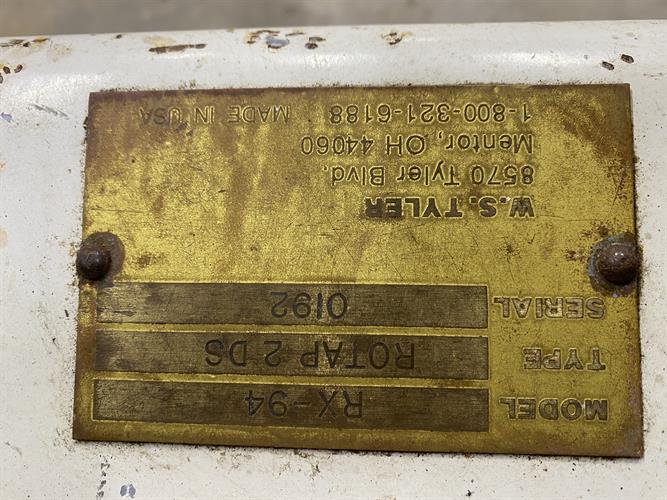 MODEL RX-94
TYPE ROTAP 2 DS
SERIAL 0192
W.S. TYLER
8570 Tyler Blvd.
Mentor, OH 44060
1-800-321-6188 MADE IN USA